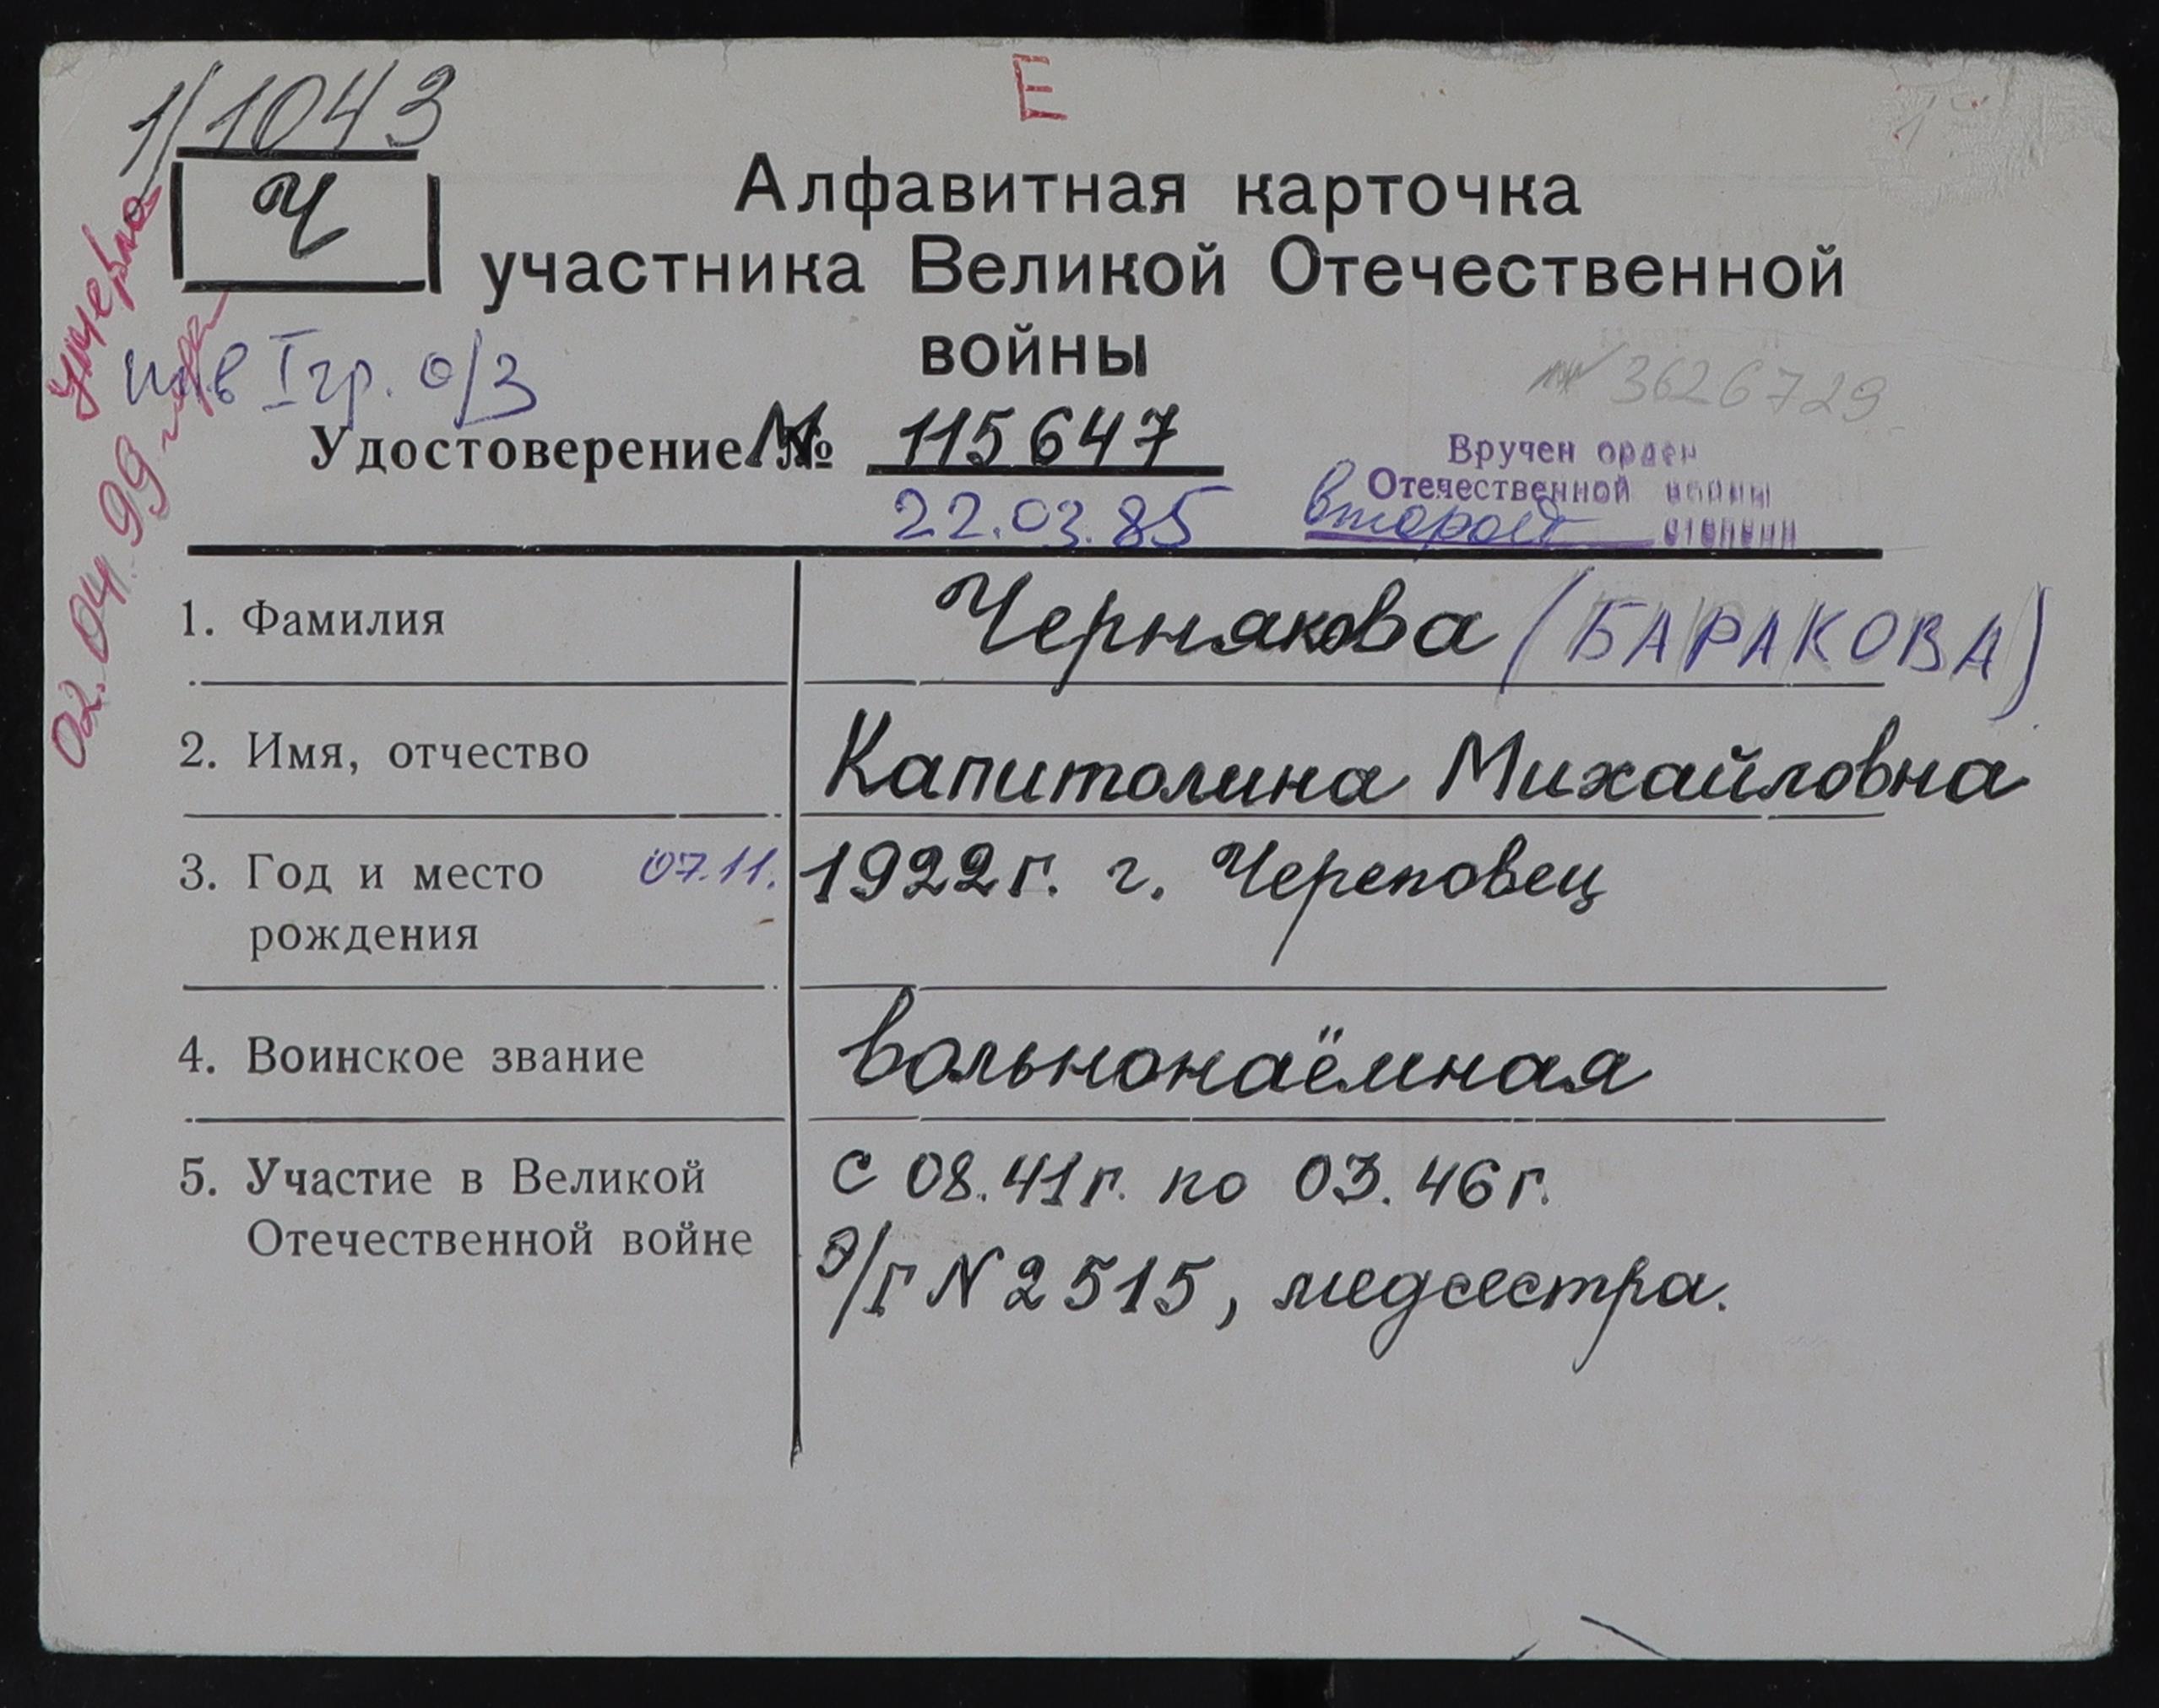 1/1043
Е
Ч
Алфавитная карточка
участника Великой Отечественной
войны
умерла
02.04.99 года
ин.в I гр. о/з
3626729
Удостоверение № 115647
22.03.85
Вручен орден
Отечественной войны
второй степени
1. Фамилия Чернякова (БАРАКОВА)
2. Имя, отчество Капитолина Михайловна
3. Год и место 07.11. 1922г. г. Череповец
рождения
4. Воинское звание вольнонаёмная
5. Участие в Великой с 08.41г. по 03.46г.
Отечественной войне э/г N 2515, медсестра.